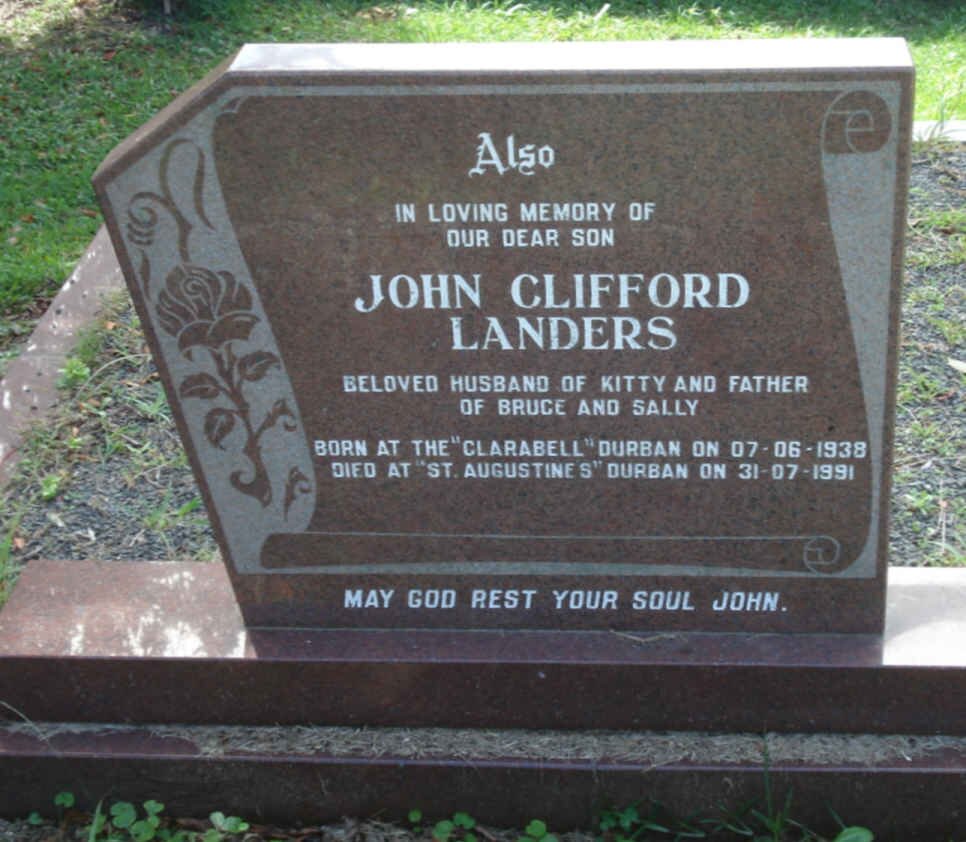 Also
IN LOVING MEMORY OF
OUR DEAR SON
JOHN CLIFFORD
LANDERS
BELOVED HUSBAND OF KITTY AND FATHER
OF BRUCE AND SALLY
BORN AT THE "CLARABELL" DURBAN ON 07-06-1938
DIED AT "ST. AUGUSTINES" DURBAN ON 31-07-1991
MAY GOD REST YOUR SOUL JOHN.